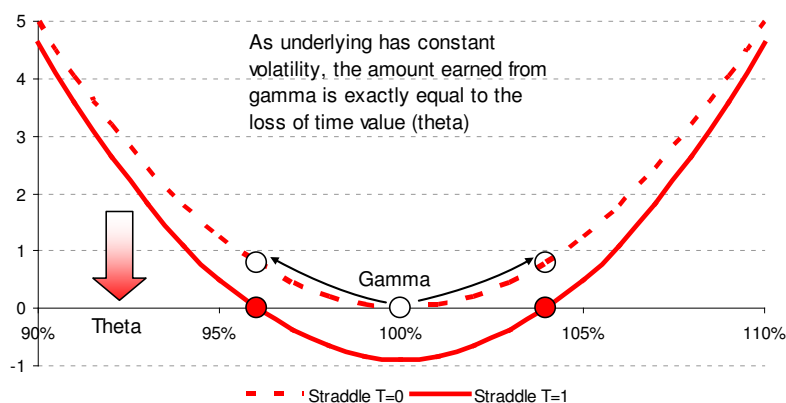 5
As underlying has constant
volatility, the amount earned from
gamma is exactly equal to the
loss of time value (theta)
4
3
2
1
Gamma
0
Theta
90%
95%
100%
105%
110%
-1
Straddle T=0
Straddle T=1